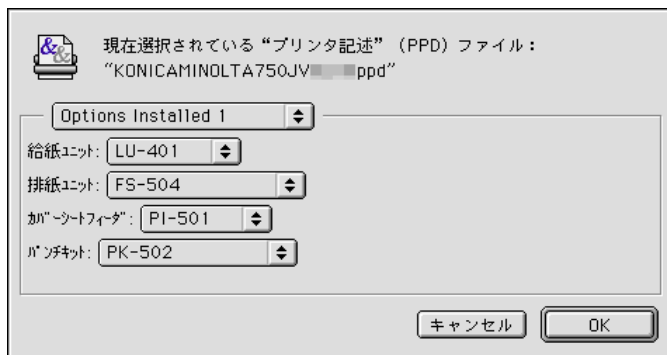 現在選択されている“プリンタ記述”（PPD）ファイル：
“KONICAMINOLTA750JV ppd”
Options Installed 1
給紙ﾕﾆｯﾄ: LU-401
排紙ﾕﾆｯﾄ: FS-504
ｶﾊﾞｰｼｰﾄﾌｨｰﾀﾞ: PI-501
ﾊﾟﾝﾁｷｯﾄ: PK-502
キャンセル OK